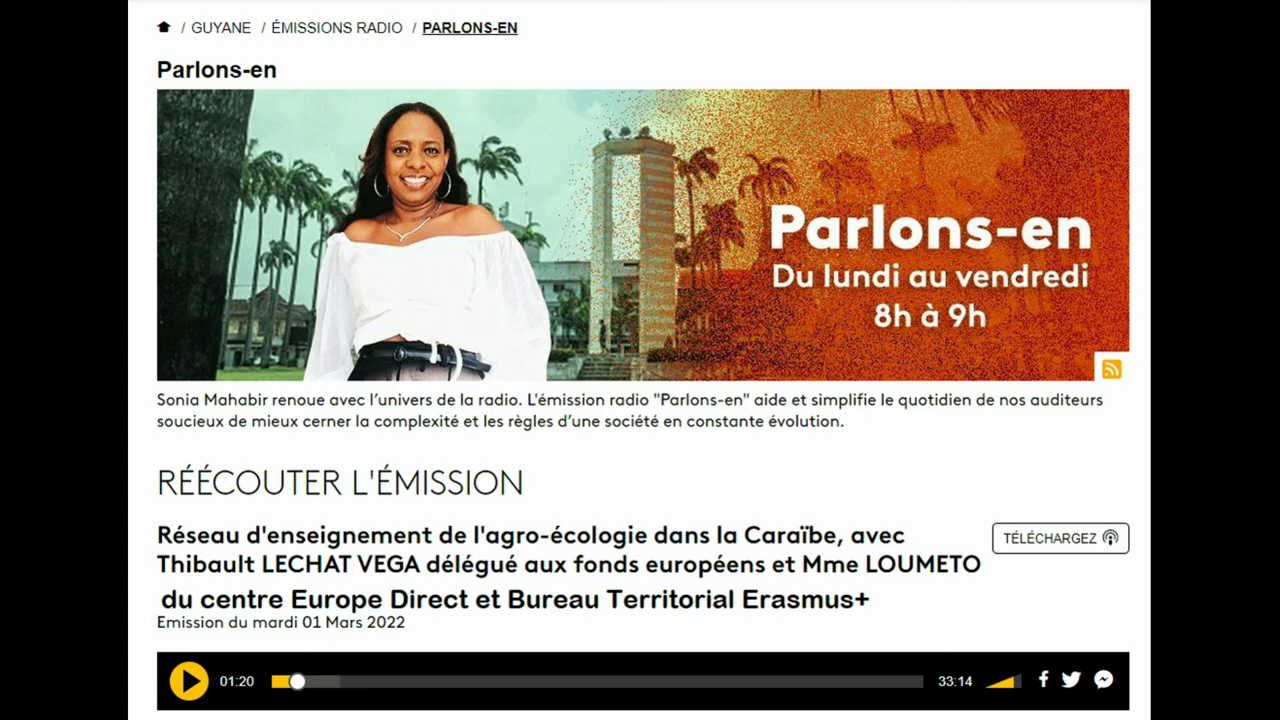 / GUYANE / ÉMISSIONS RADIO / PARLONS-EN
Parlons-en
Parlons-en
Du lundi au vendredi
8h à 9h
Sonia Mahabir renoue avec l’univers de la radio. L'émission radio "Parlons-en" aide et simplifie le quotidien de nos auditeurs
soucieux de mieux cerner la complexité et les règles d’une société en constante évolution.
RÉÉCOUTER L'ÉMISSION
Réseau d'enseignement de l'agro-écologie dans la Caraïbe, avec
Thibault LECHAT VEGA délégué aux fonds européens et Mme LOUMETO
du centre Europe Direct et Bureau Territorial Erasmus+
TÉLÉCHARGEZ
Emission du mardi 01 Mars 2022
01:20
33:14